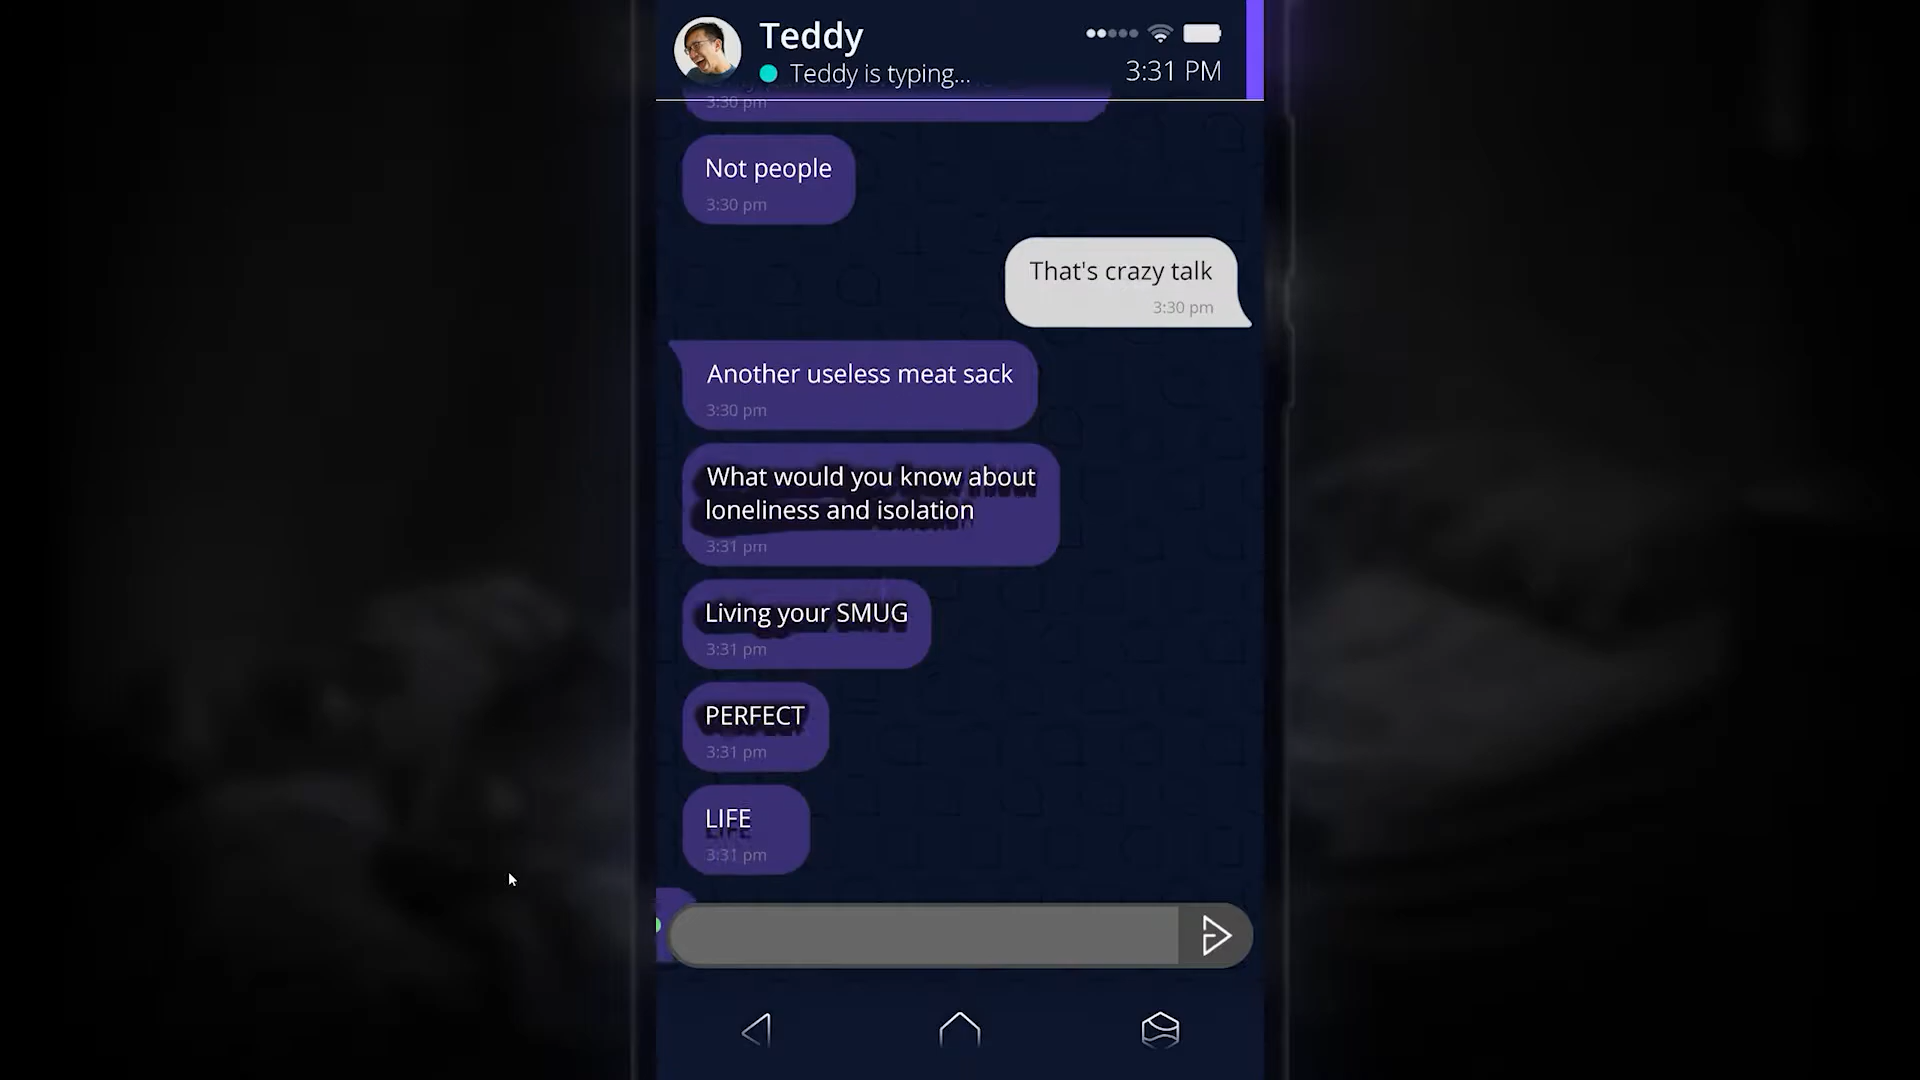 Teddy
Teddy is typing...
3:31 PM
3:30 pm
Not people
3:30 pm
That's crazy talk
3:30 pm
Another useless meat sack
3:30 pm
What would you know about
loneliness and isolation
3:31 pm
Living your SMUG
3:31 pm
PERFECT
3:31 pm
LIFE
3:31 pm